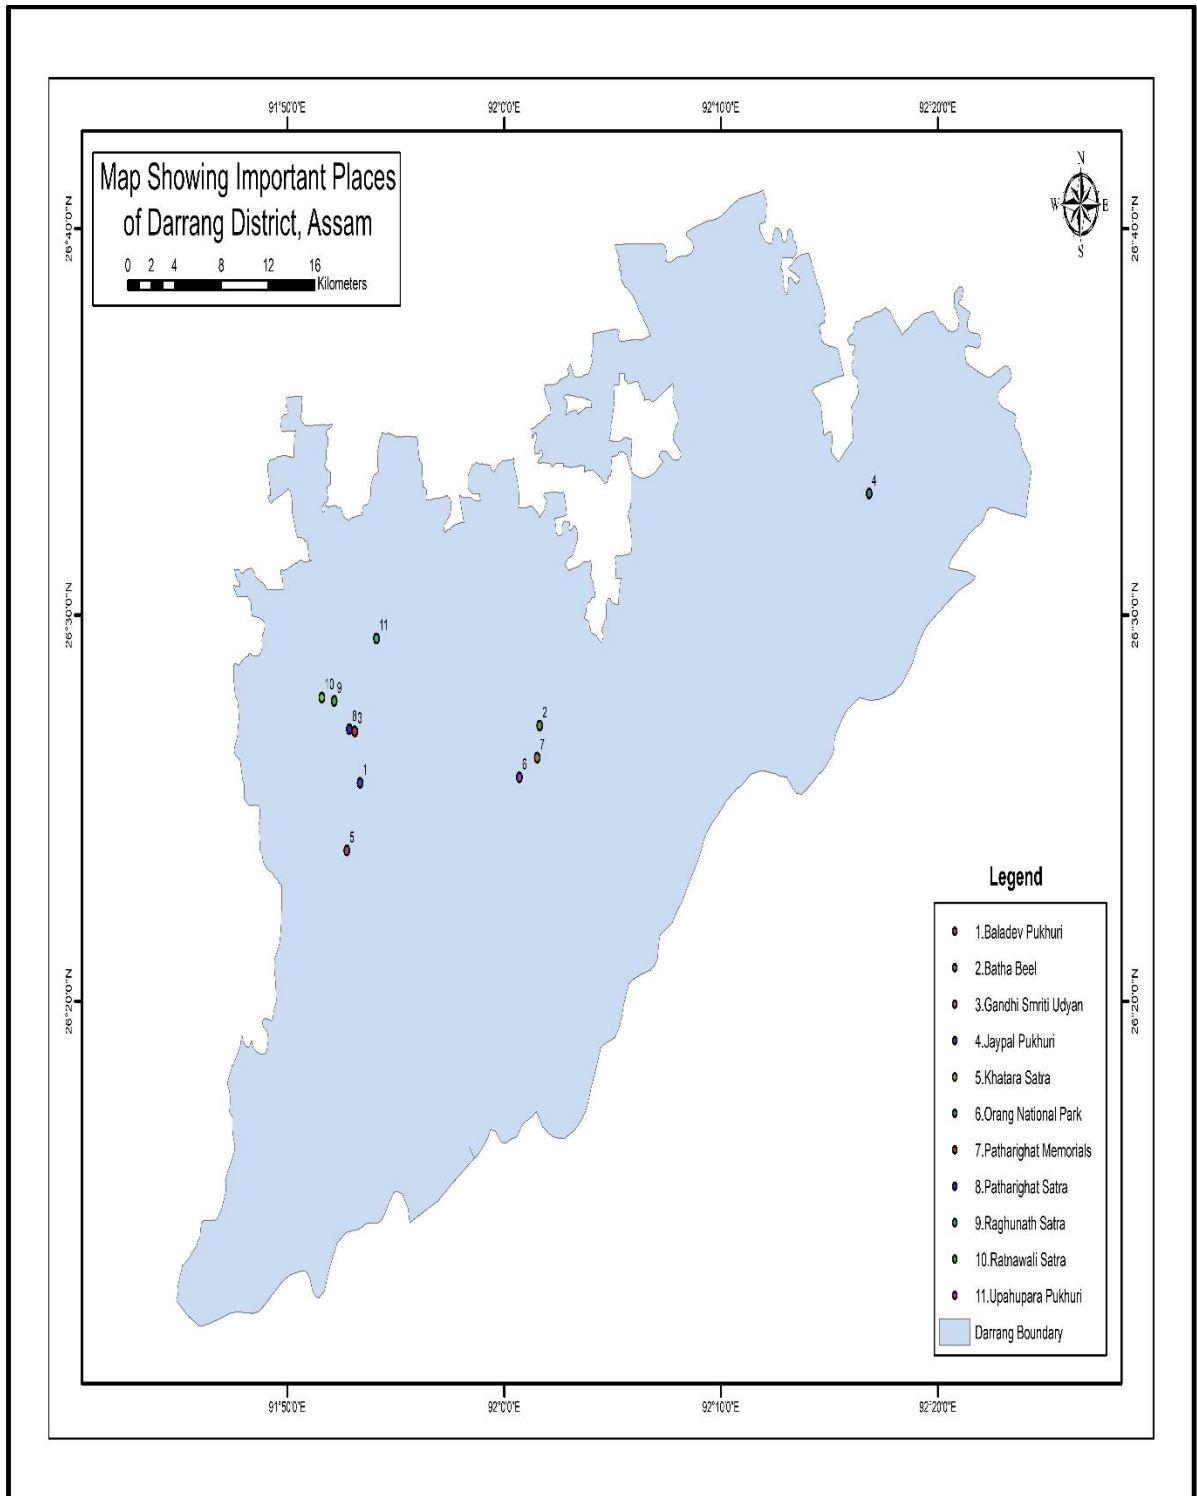 91°50'0"E 92°0'0"E 92°10'0"E 92°20'0"E
Map Showing Important Places
of Darrang District, Assam
0 2 4 8 12 16
Kilometers
N
W E
S
26°40'0"N 26°40'0"N
4
26°30'0"N 26°30'0"N
11
10 9
8 3
2
7
6
1
5
26°20'0"N 26°20'0"N
Legend
1.Baladev Pukhuri
2.Batha Beel
3.Gandhi Smriti Udyan
4.Jaypal Pukhuri
5.Khatara Satra
6.Orang National Park
7.Patharighat Memorials
8.Patharighat Satra
9.Raghunath Satra
10.Ratnawali Satra
11.Upahupara Pukhuri
Darrang Boundary
91°50'0"E 92°0'0"E 92°10'0"E 92°20'0"E